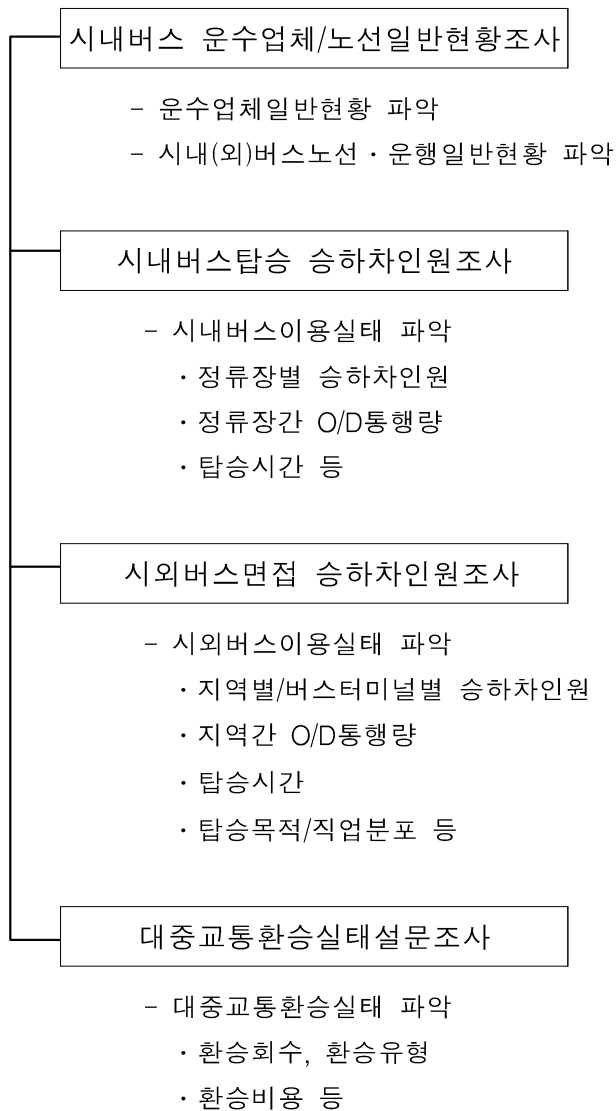 시내버스 운수업체/노선일반현황조사
- 운수업체일반현황 파악
- 시내(외)버스노선·운행일반현황 파악
시내버스탑승 승하차인원조사
- 시내버스이용실태 파악
·정류장별 승하차인원
·정류장간 O/D통행량
·탑승시간 등
시외버스면접 승하차인원조사
- 시외버스이용실태 파악
·지역별/버스터미널별 승하차인원
·지역간 O/D통행량
·탑승시간
·탑승목적/직업분포 등
대중교통환승실태설문조사
- 대중교통환승실태 파악
·환승회수, 환승유형
·환승비용 등